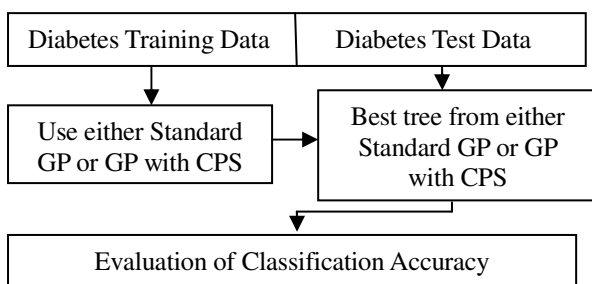 Diabetes Training Data
Diabetes Test Data
Use either Standard
GP or GP with CPS
Best tree from either
Standard GP or GP
with CPS
Evaluation of Classification Accuracy